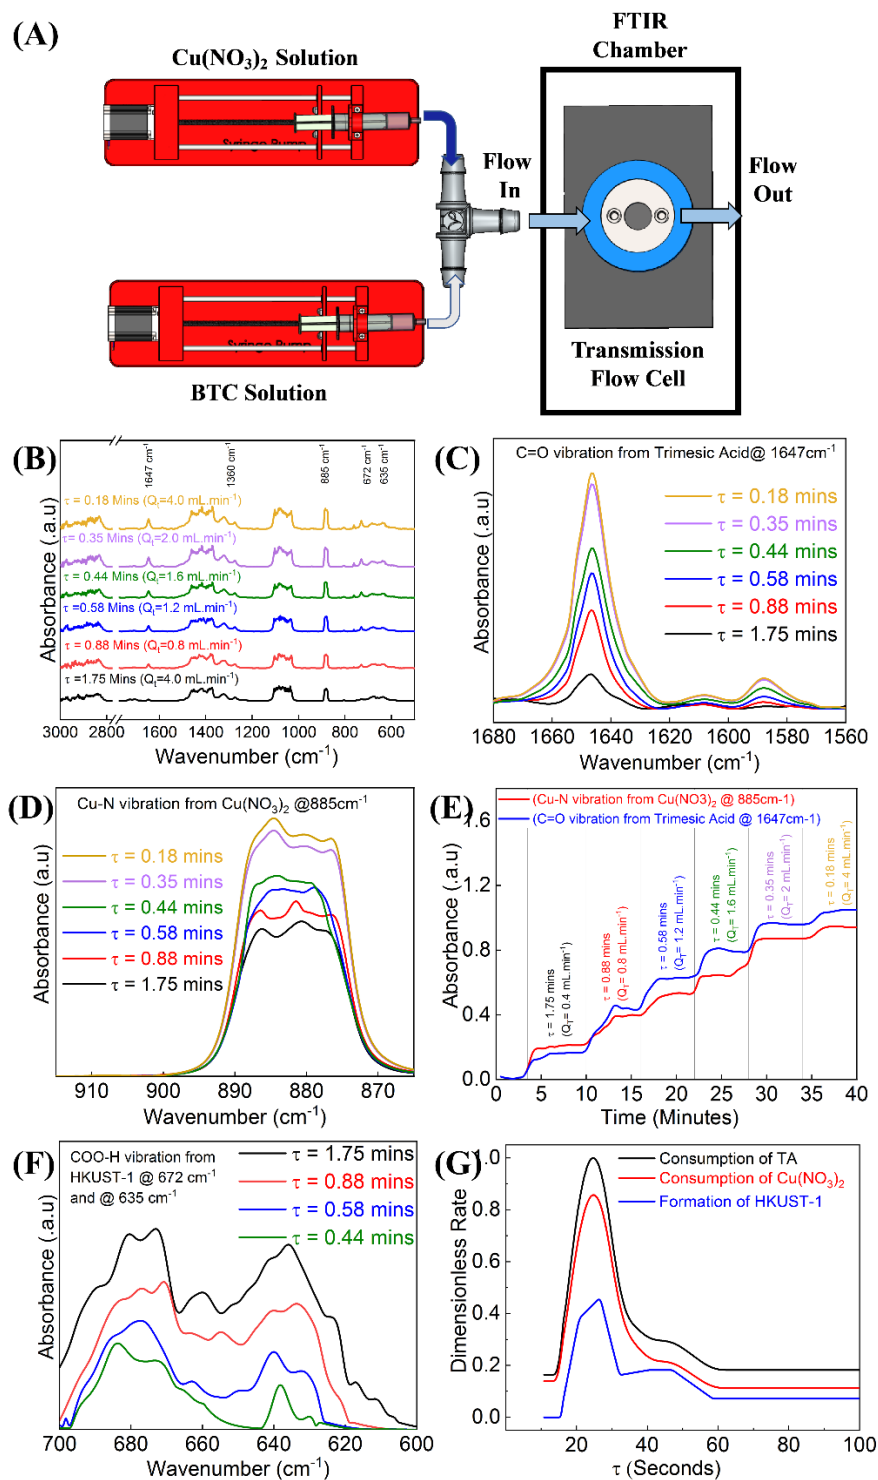 (A)
Cu(NO₃)₂ Solution
Syringe Pump
BTC Solution
Syringe Pump
Flow
In
FTIR
Chamber
Flow
Out
Transmission
Flow Cell
(B)
1647 cm⁻¹
1360 cm⁻¹
885 cm⁻¹
672 cm⁻¹
635 cm⁻¹
τ = 0.18 Mins (Qₜ=4.0 mL.min⁻¹)
τ = 0.35 Mins (Qₜ=2.0 mL.min⁻¹)
τ = 0.44 Mins (Qₜ=1.6 mL.min⁻¹)
τ =0.58 Mins (Qₜ=1.2 mL.min⁻¹)
τ = 0.88 Mins (Qₜ=0.8 mL.min⁻¹)
τ =1.75 Mins (Qₜ=4.0 mL.min⁻¹)
Absorbance (.a.u)
3000 2800 1400 1200 1000 800 600
Wavenumber (cm⁻¹)
(C)
C=O vibration from Trimesic Acid@ 1647cm⁻¹
τ = 0.18 mins
τ = 0.35 mins
τ = 0.44 mins
τ = 0.58 mins
τ = 0.88 mins
τ = 1.75 mins
Absorbance (.a.u)
1680 1660 1640 1620 1600 1580 1560
Wavenumber (cm⁻¹)
(D)
Cu-N vibration from Cu(NO₃)₂ @885cm⁻¹
τ = 0.18 mins
τ = 0.35 mins
τ = 0.44 mins
τ = 0.58 mins
τ = 0.88 mins
τ = 1.75 mins
Absorbance (a.u)
910 900 890 880 870
Wavenumber (cm⁻¹)
(E)
(Cu-N vibration from Cu(NO3)₂ @ 885cm-1)
(C=O vibration from Trimesic Acid @ 1647cm-1)
τ = 1.75 mins
(Q_T= 0.4 mL.min⁻¹)
τ = 0.88 mins
(Q_T= 0.8 mL.min⁻¹)
τ = 0.58 mins
(Q_T= 1.2 mL.min⁻¹)
τ = 0.44 mins
(Q_T= 1.6 mL.min⁻¹)
τ = 0.35 mins
(Q_T= 2 mL.min⁻¹)
τ = 0.18 mins
(Q_T= 4 mL.min⁻¹)
Absorbance (.a.u)
1.6
1.2
0.8
0.4
0.0
5 10 15 20 25 30 35 40
Time (Minutes)
(F)
COO-H vibration from
HKUST-1 @ 672 cm⁻¹
and @ 635 cm⁻¹
τ = 1.75 mins
τ = 0.88 mins
τ = 0.58 mins
τ = 0.44 mins
Absorbance (.a.u)
700 680 660 640 620 600
Wavenumber (cm⁻¹)
(G)
Consumption of TA
Consumption of Cu(NO₃)₂
Formation of HKUST-1
Dimensionless Rate
1.0
0.8
0.6
0.4
0.2
0.0
20 40 60 80 100
τ (Seconds)